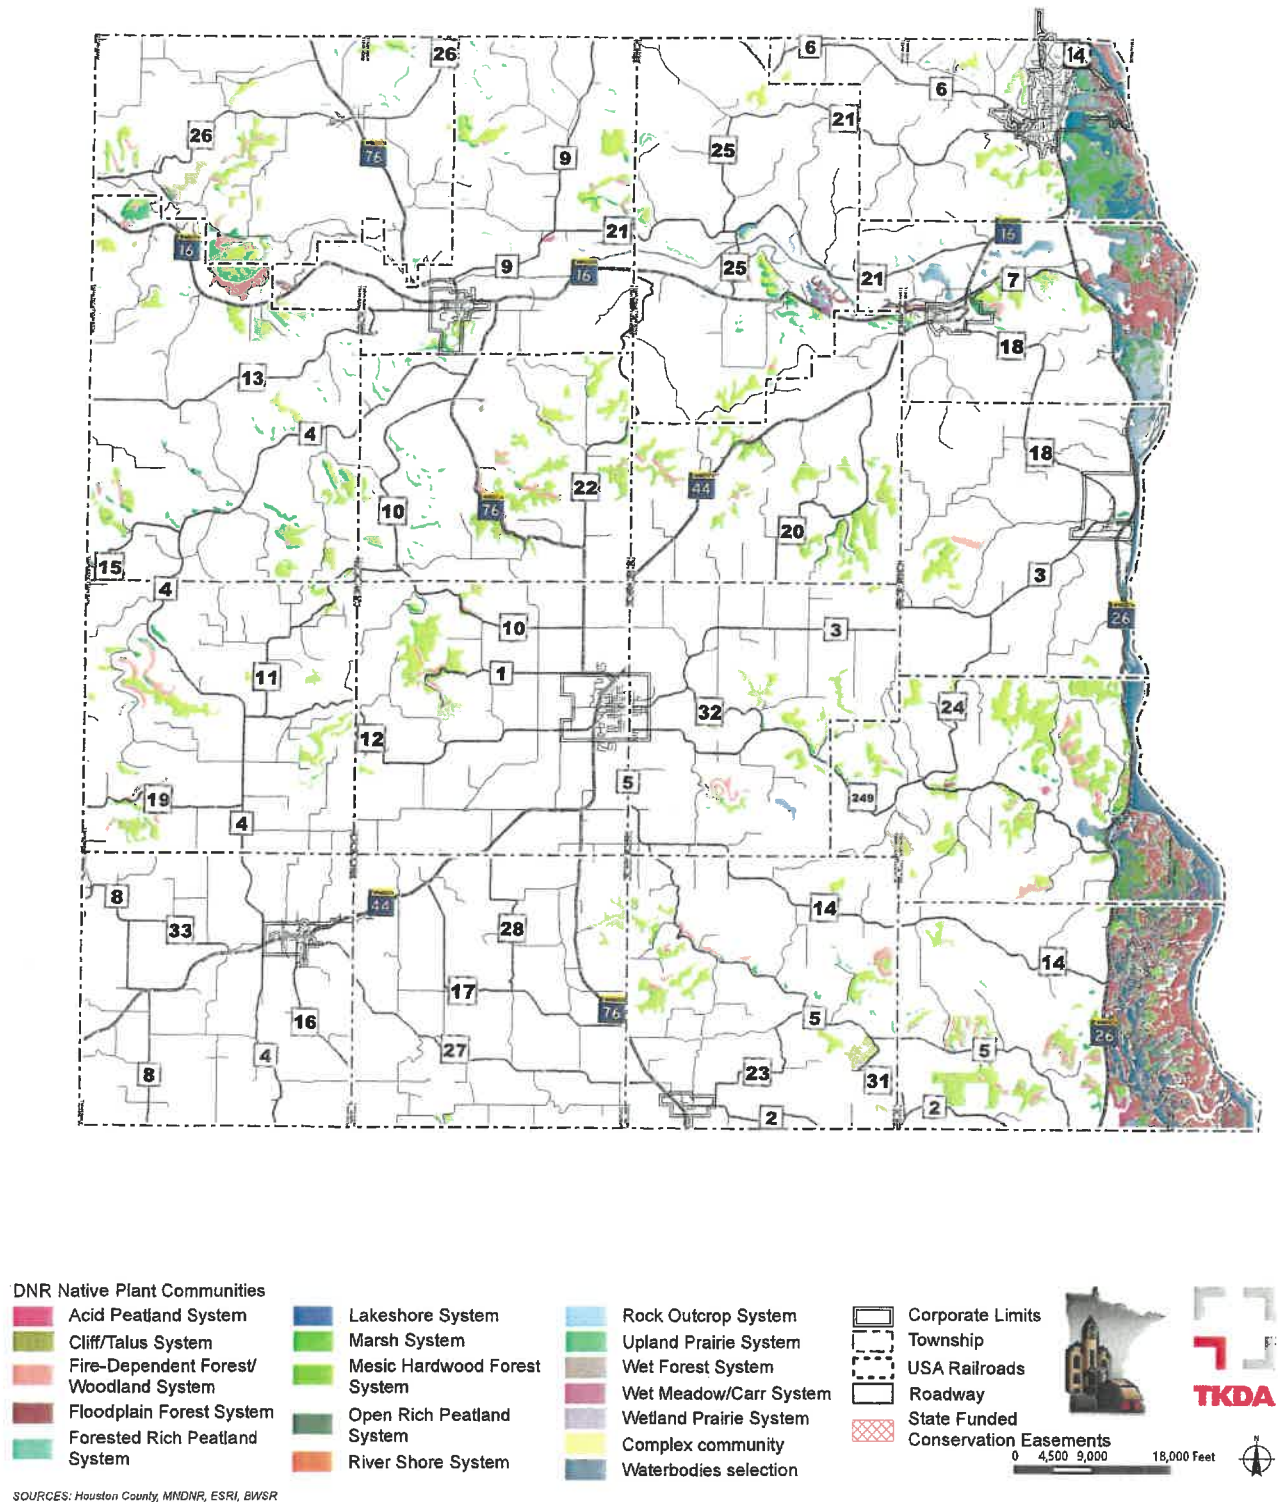 26
6
14
6
26
21
25
76
9
21
16
16
9
16
25
21
7
18
13
4
18
22
44
10
76
20
15
3
4
26
10
3
1
11
24
32
12
5
19
249
4
8
44
14
33
28
14
17
76
16
5
26
27
5
4
8
23
31
2
2
DNR Native Plant Communities
Acid Peatland System
Cliff/Talus System
Fire-Dependent Forest/
Woodland System
Floodplain Forest System
Forested Rich Peatland
System
Lakeshore System
Marsh System
Mesic Hardwood Forest
System
Open Rich Peatland
System
River Shore System
Rock Outcrop System
Upland Prairie System
Wet Forest System
Wet Meadow/Carr System
Wetland Prairie System
Complex community
Waterbodies selection
Corporate Limits
Township
USA Railroads
Roadway
State Funded
Conservation Easements
TKDA
0 4,500 9,000 18,000 Feet
N
SOURCES: Houston County, MNDNR, ESRI, BWSR